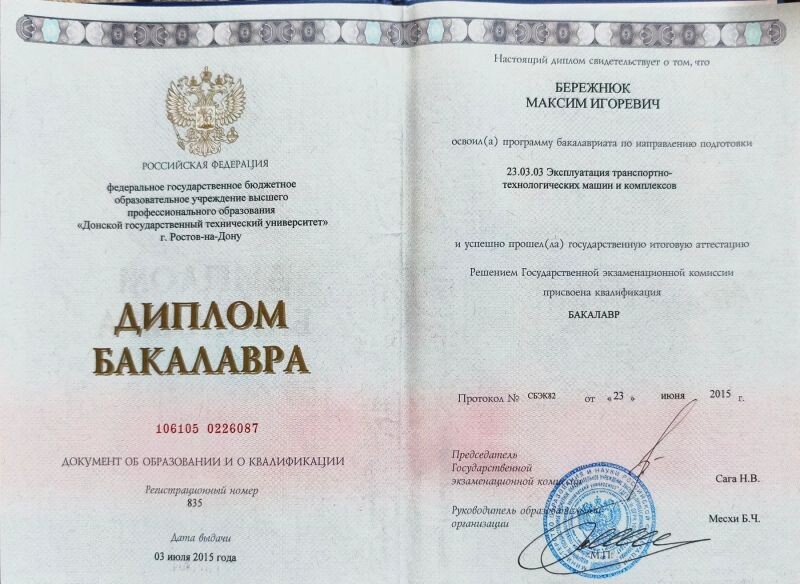 РОССИЙСКАЯ ФЕДЕРАЦИЯ
федеральное государственное бюджетное
образовательное учреждение высшего
профессионального образования
«Донской государственный технический университет»
г. Ростов-на-Дону
ДИПЛОМ
БАКАЛАВРА
106105 0226087
ДОКУМЕНТ ОБ ОБРАЗОВАНИИ И О КВАЛИФИКАЦИИ
Регистрационный номер
835
Дата выдачи
03 июля 2015 года
Настоящий диплом свидетельствует о том, что
БЕРЕЖНЮК
МАКСИМ ИГОРЕВИЧ
освоил(а) программу бакалавриата по направлению подготовки
23.03.03 Эксплуатация транспортно-
технологических машин и комплексов
и успешно прошел(ла) государственную итоговую аттестацию
Решением Государственной экзаменационной комиссии
присвоена квалификация
БАКАЛАВР
Протокол № СБЭК82 от «23» июня 2015 г.
Председатель
Государственной
экзаменационной комиссии
Сага Н.В.
Руководитель образовательной
организации
Месхи Б.Ч.
М.П.